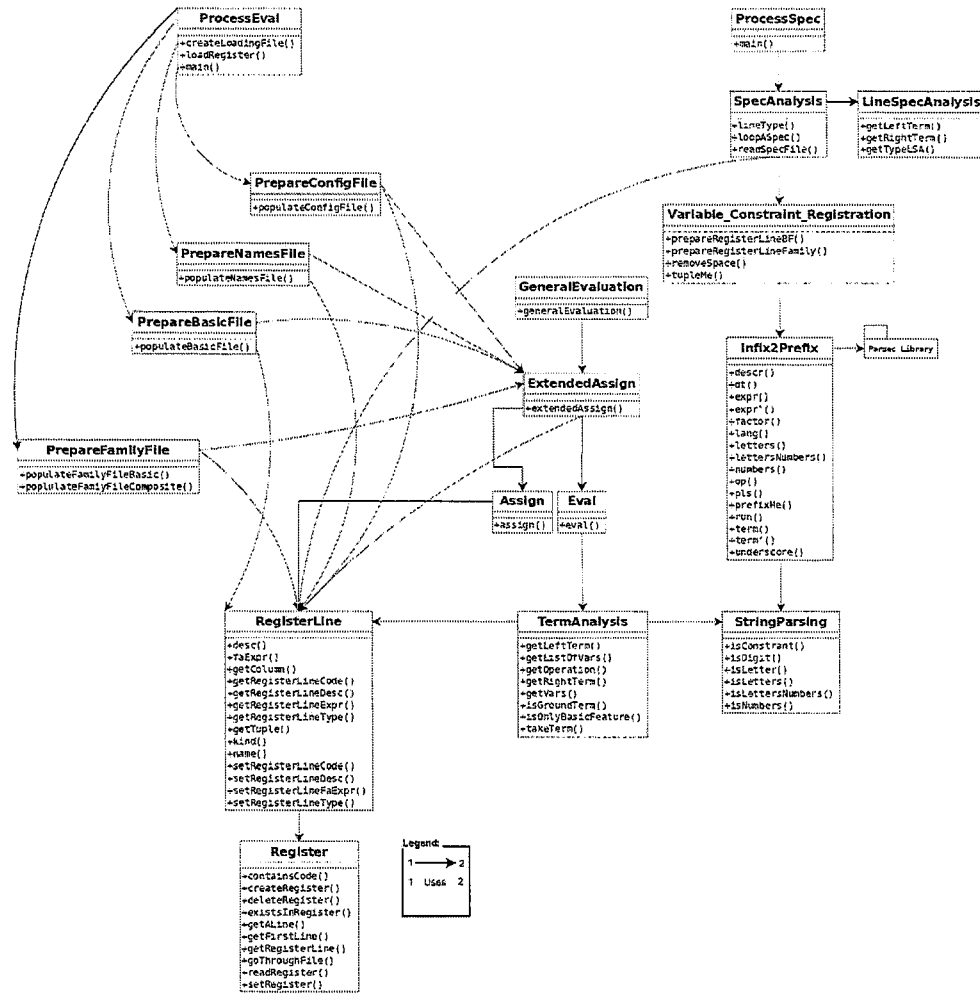 ProcessEval
+createLoadingFile()
+loadRegister()
+main()
ProcessSpec
+main()
SpecAnalysis
+lineType()
+loopASpec()
+readSpecFile()
LineSpecAnalysis
+getLeftTerm()
+getRightTerm()
+getTypeLSA()
PrepareConfigFile
+populateConfigFile()
Variable_Constraint_Registration
+prepareRegisterLineBF()
+prepareRegisterLineFamily()
+removeSpace()
+tupleMe()
PrepareNamesFile
+populateNamesFile()
GeneralEvaluation
+generalEvaluation()
PrepareBasicFile
+populateBasicFile()
Infix2Prefix
+descr()
+dt()
+expr()
+expr'()
+factor()
+lang()
+letters()
+lettersNumbers()
+numbers()
+op()
+pls()
+prefixMe()
+run()
+term()
+term'()
+underscore()
Parsec Library
ExtendedAssign
+extendedAssign()
PrepareFamilyFile
+populateFamilyFileBasic()
+poplulateFamiyFileComposite()
Assign
+assign()
Eval
+eval()
RegisterLine
+desc()
+faExpr()
+getColumn()
+getRegisterLineCode()
+getRegisterLineDesc()
+getRegisterLineExpr()
+getRegisterLineType()
+getTuple()
+kind()
+name()
+setRegisterLineCode()
+setRegisterLineDesc()
+setRegisterLineFaExpr()
+setRegisterLineType()
TermAnalysis
+getLeftTerm()
+getListOfVars()
+getOperation()
+getRightTerm()
+getVars()
+isGroundTerm()
+isOnlyBasicFeature()
+takeTerm()
StringParsing
+isConstrant()
+isDigit()
+isLetter()
+isLetters()
+isLettersNumbers()
+isNumbers()
Register
+containsCode()
+createRegister()
+deleteRegister()
+existsInRegister()
+getALine()
+getFirstLine()
+getRegisterLine()
+goThroughFile()
+readRegister()
+setRegister()
Legend:
1 2
1 Uses 2